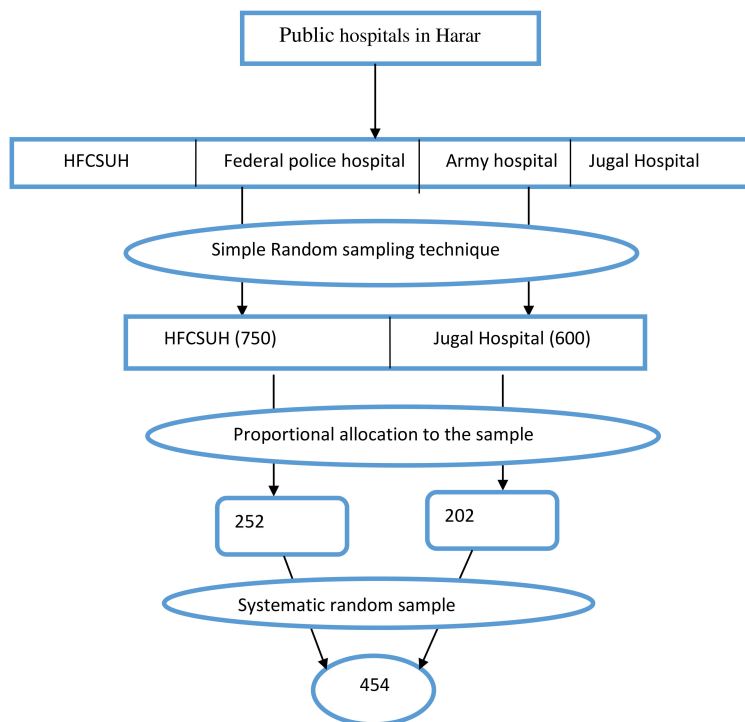 Public hospitals in Harar
HFCSUH Federal police hospital Army hospital Jugal Hospital
Simple Random sampling technique
HFCSUH (750) Jugal Hospital (600)
Proportional allocation to the sample
252 202
Systematic random sample
454